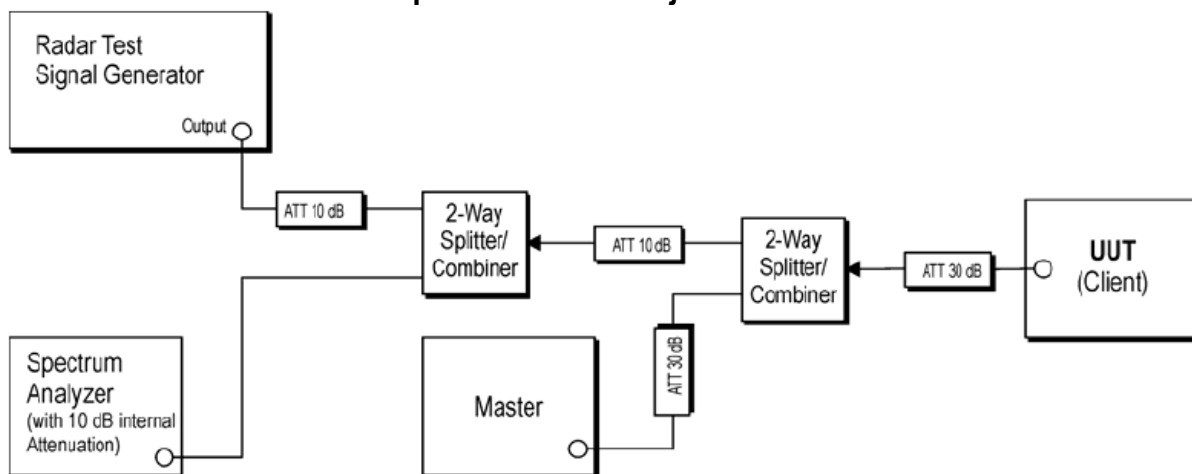 Radar Test
Signal Generator
Output
ATT 10 dB
2-Way
Splitter/
Combiner
ATT 10 dB
2-Way
Splitter/
Combiner
ATT 30 dB
UUT
(Client)
Spectrum
Analyzer
(with 10 dB internal
Attenuation)
Master
ATT 30 dB